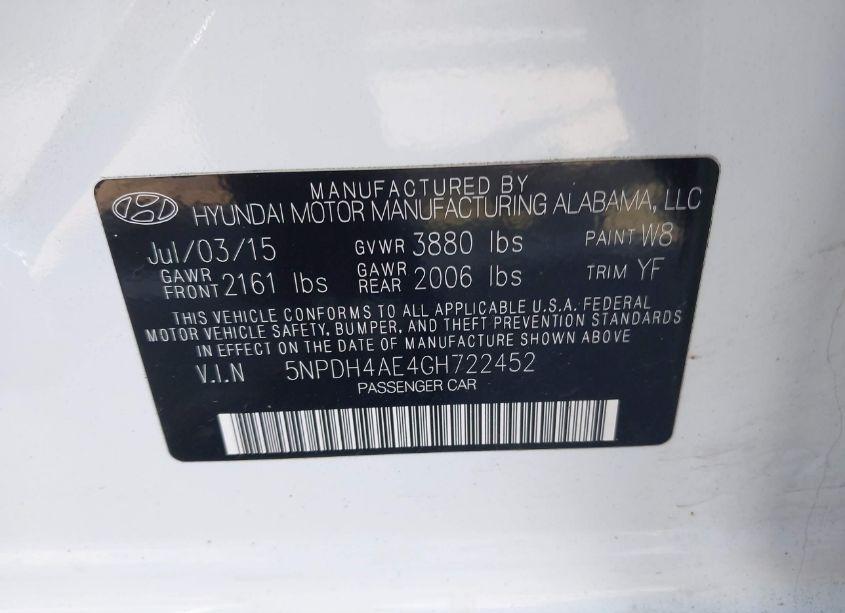 MANUFACTURED BY
HYUNDAI MOTOR MANUFACTURING ALABAMA, LLC
Jul/03/15 GVWR 3880 lbs PAINT W8
GAWR FRONT 2161 lbs GAWR REAR 2006 lbs TRIM YF
THIS VEHICLE CONFORMS TO ALL APPLICABLE U.S.A. FEDERAL
MOTOR VEHICLE SAFETY, BUMPER, AND THEFT PREVENTION STANDARDS
IN EFFECT ON THE DATE OF MANUFACTURE SHOWN ABOVE
V.I.N 5NPDH4AE4GH722452
PASSENGER CAR